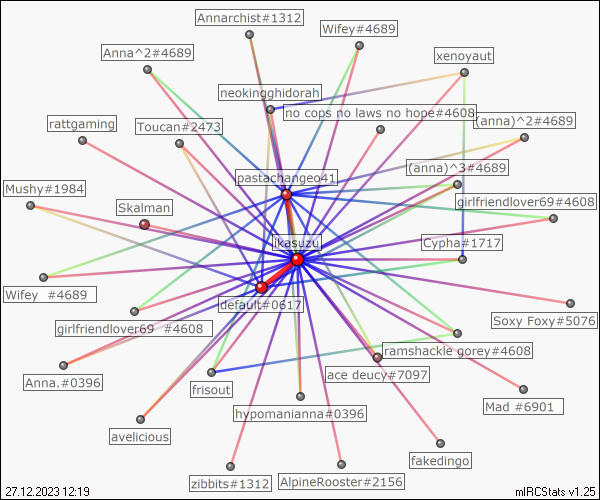 Annarchist#1312
Wifey#4689
Anna^2#4689
xenoyaut
neokingghidorah
no cops no laws no hope#4608
(anna)^2#4689
rattgaming
Toucan#2473
pastachangeo41
(anna)^3#4689
Mushy#1984
girlfriendlover69#4608
Skalman
ikasuzu
Cypha#1717
Wifey #4689
default#0617
Soxy Foxy#5076
girlfriendlover69 #4608
ramshackle gorey#4608
Anna.#0396
frisout
ace deucy#7097
hypomanianna#0396
Mad #6901
avelicious
fakedingo
zibbits#1312
AlpineRooster#2156
27.12.2023 12:19
mIRCStats v1.25